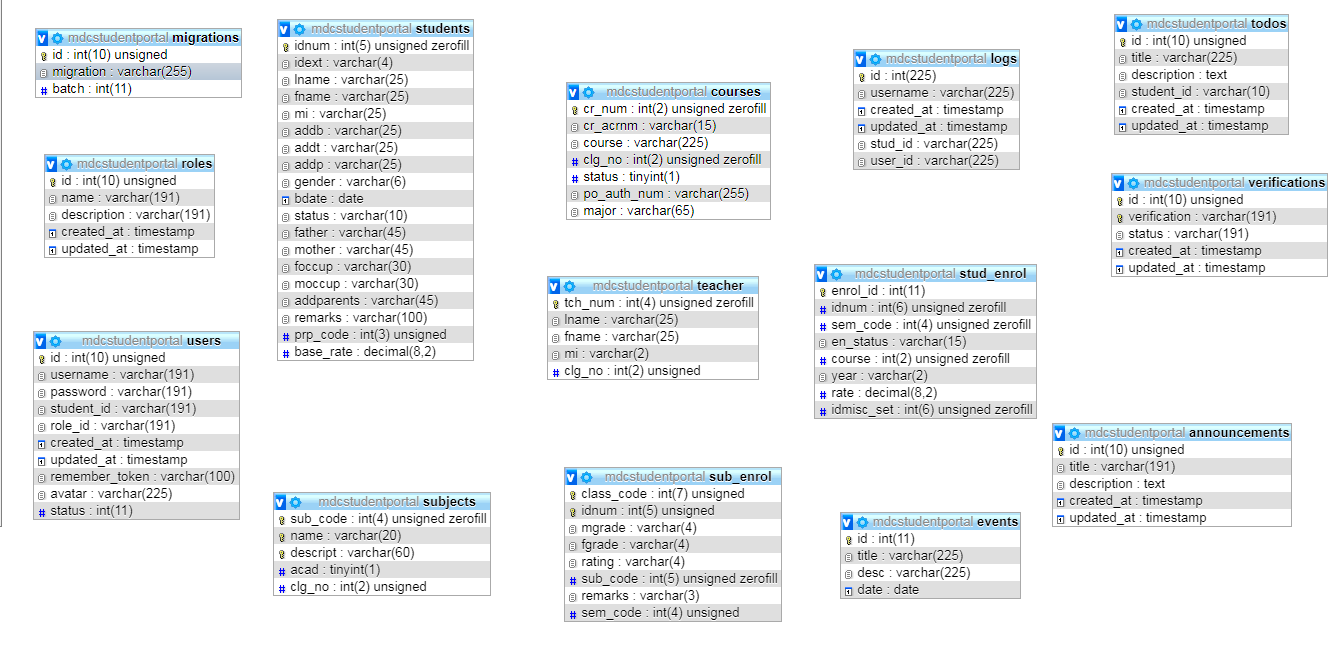 mdcstudentportal migrations
id : int(10) unsigned
migration : varchar(255)
batch : int(11)
mdcstudentportal roles
id : int(10) unsigned
name : varchar(191)
description : varchar(191)
created_at : timestamp
updated_at : timestamp
mdcstudentportal users
id : int(10) unsigned
username : varchar(191)
password : varchar(191)
student_id : varchar(191)
role_id : varchar(191)
created_at : timestamp
updated_at : timestamp
remember_token : varchar(100)
avatar : varchar(225)
status : int(11)
mdcstudentportal students
idnum : int(5) unsigned zerofill
idext : varchar(4)
lname : varchar(25)
fname : varchar(25)
mi : varchar(25)
addb : varchar(25)
addt : varchar(25)
addp : varchar(25)
gender : varchar(6)
bdate : date
status : varchar(10)
father : varchar(45)
mother : varchar(45)
foccup : varchar(30)
moccup : varchar(30)
addparents : varchar(45)
remarks : varchar(100)
prp_code : int(3) unsigned
base_rate : decimal(8,2)
mdcstudentportal subjects
sub_code : int(4) unsigned zerofill
name : varchar(20)
descript : varchar(60)
acad : tinyint(1)
clg_no : int(2) unsigned
mdcstudentportal courses
cr_num : int(2) unsigned zerofill
cr_acrnm : varchar(15)
course : varchar(225)
clg_no : int(2) unsigned zerofill
status : tinyint(1)
po_auth_num : varchar(255)
major : varchar(65)
mdcstudentportal teacher
tch_num : int(4) unsigned zerofill
lname : varchar(25)
fname : varchar(25)
mi : varchar(2)
clg_no : int(2) unsigned
mdcstudentportal sub_enrol
class_code : int(7) unsigned
idnum : int(5) unsigned
mgrade : varchar(4)
fgrade : varchar(4)
rating : varchar(4)
sub_code : int(5) unsigned zerofill
remarks : varchar(3)
sem_code : int(4) unsigned
mdcstudentportal logs
id : int(225)
username : varchar(225)
created_at : timestamp
updated_at : timestamp
stud_id : varchar(225)
user_id : varchar(225)
mdcstudentportal stud_enrol
enrol_id : int(11)
idnum : int(6) unsigned zerofill
sem_code : int(4) unsigned zerofill
en_status : varchar(15)
course : int(2) unsigned zerofill
year : varchar(2)
rate : decimal(8,2)
idmisc_set : int(6) unsigned zerofill
mdcstudentportal events
id : int(11)
title : varchar(225)
desc : varchar(225)
date : date
mdcstudentportal todos
id : int(10) unsigned
title : varchar(225)
description : text
student_id : varchar(10)
created_at : timestamp
updated_at : timestamp
mdcstudentportal verifications
id : int(10) unsigned
verification : varchar(191)
status : varchar(191)
created_at : timestamp
updated_at : timestamp
mdcstudentportal announcements
id : int(10) unsigned
title : varchar(191)
description : text
created_at : timestamp
updated_at : timestamp